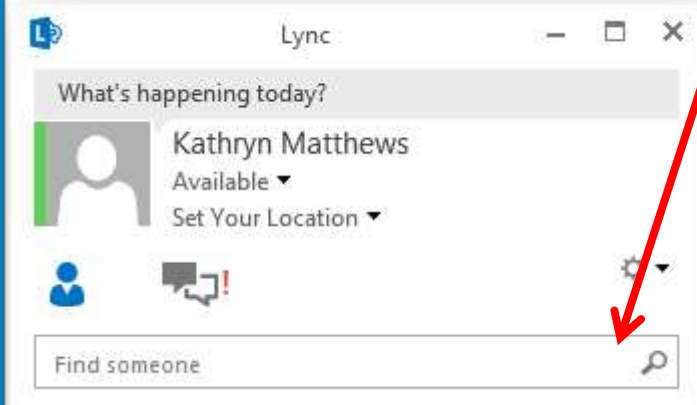 Lync
What's happening today?
Kathryn Matthews
Available
Set Your Location
!
Find someone